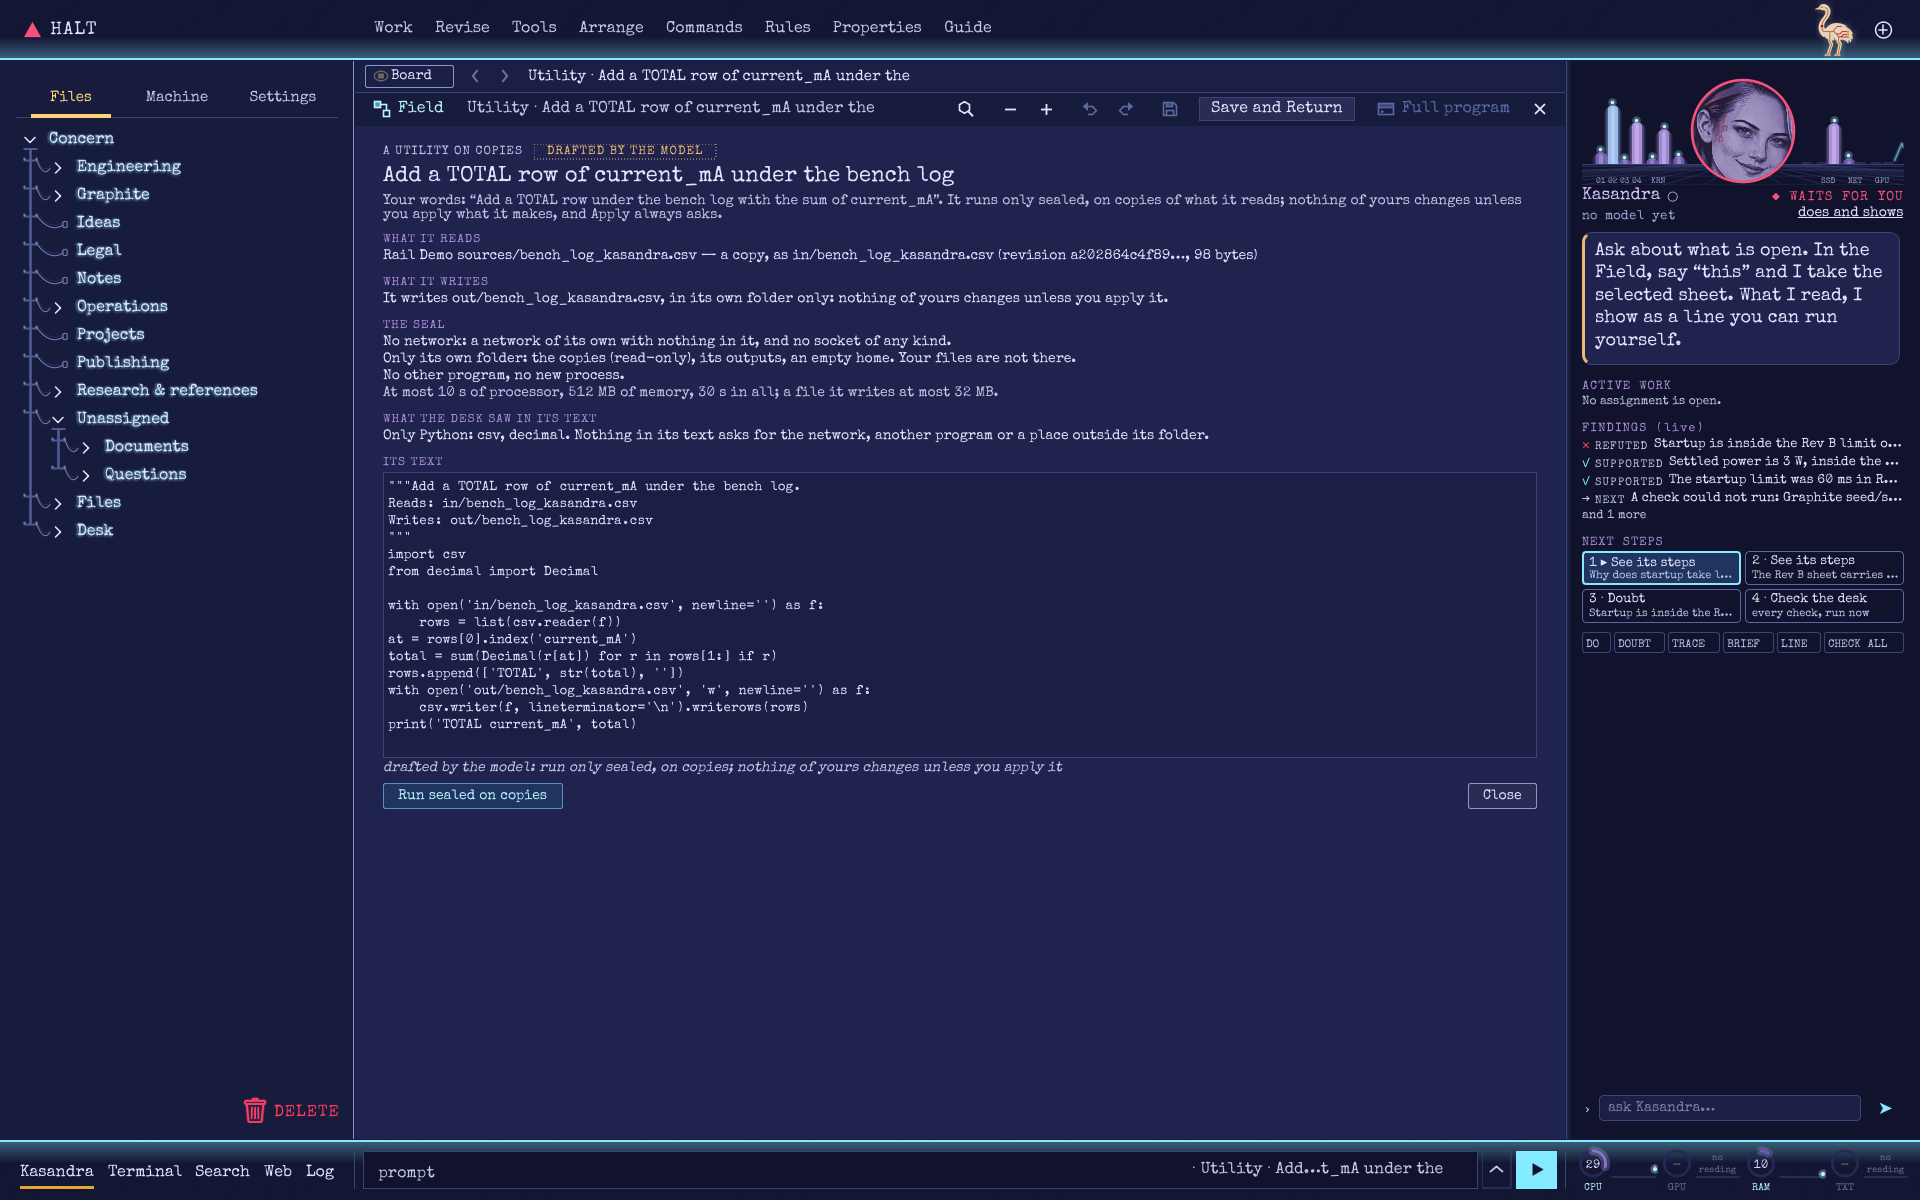 HALT
Work Revise Tools Arrange Commands Rules Properties Guide
Files Machine Settings
Concern
Engineering
Graphite
Ideas
Legal
Notes
Operations
Projects
Publishing
Research & references
Unassigned
Documents
Questions
Files
Desk
DELETE
Board
Utility · Add a TOTAL row of current_mA under the
Field
Utility · Add a TOTAL row of current_mA under the
Save and Return
Full program
A UTILITY ON COPIES
DRAFTED BY THE MODEL
Add a TOTAL row of current_mA under the bench log
Your words: “Add a TOTAL row under the bench log with the sum of current_mA”. It runs only sealed, on copies of what it reads; nothing of yours changes unless
you apply what it makes, and Apply always asks.
WHAT IT READS
Rail Demo sources/bench_log_kasandra.csv — a copy, as in/bench_log_kasandra.csv (revision a202864c4f89…, 98 bytes)
WHAT IT WRITES
It writes out/bench_log_kasandra.csv, in its own folder only: nothing of yours changes unless you apply it.
THE SEAL
No network: a network of its own with nothing in it, and no socket of any kind.
Only its own folder: the copies (read-only), its outputs, an empty home. Your files are not there.
No other program, no new process.
At most 10 s of processor, 512 MB of memory, 30 s in all; a file it writes at most 32 MB.
WHAT THE DESK SAW IN ITS TEXT
Only Python: csv, decimal. Nothing in its text asks for the network, another program or a place outside its folder.
ITS TEXT
"""Add a TOTAL row of current_mA under the bench log.
Reads: in/bench_log_kasandra.csv
Writes: out/bench_log_kasandra.csv
"""
import csv
from decimal import Decimal
with open('in/bench_log_kasandra.csv', newline='') as f:
    rows = list(csv.reader(f))
at = rows[0].index('current_mA')
total = sum(Decimal(r[at]) for r in rows[1:] if r)
rows.append(['TOTAL', str(total), ''])
with open('out/bench_log_kasandra.csv', 'w', newline='') as f:
    csv.writer(f, lineterminator='\n').writerows(rows)
print('TOTAL current_mA', total)
drafted by the model: run only sealed, on copies; nothing of yours changes unless you apply it
Run sealed on copies
Close
01 02 03 04 KRN
SSD NET GPU
Kasandra
WAITS FOR YOU
no model yet
does and shows
Ask about what is open. In the
Field, say “this” and I take the
selected sheet. What I read, I
show as a line you can run
yourself.
ACTIVE WORK
No assignment is open.
FINDINGS (live)
× REFUTED Startup is inside the Rev B limit o…
√ SUPPORTED Settled power is 3 W, inside the …
√ SUPPORTED The startup limit was 60 ms in R…
→ NEXT A check could not run: Graphite seed/s…
and 1 more
NEXT STEPS
1 ▸ See its steps
Why does startup take l…
2 · See its steps
The Rev B sheet carries …
3 · Doubt
Startup is inside the R…
4 · Check the desk
every check, run now
DO DOUBT TRACE BRIEF LINE CHECK ALL
› ask Kasandra…
Kasandra Terminal Search Web Log
prompt
· Utility · Add…t_mA under the
29
CPU
–
GPU
no
reading
10
RAM
–
TXT
no
reading